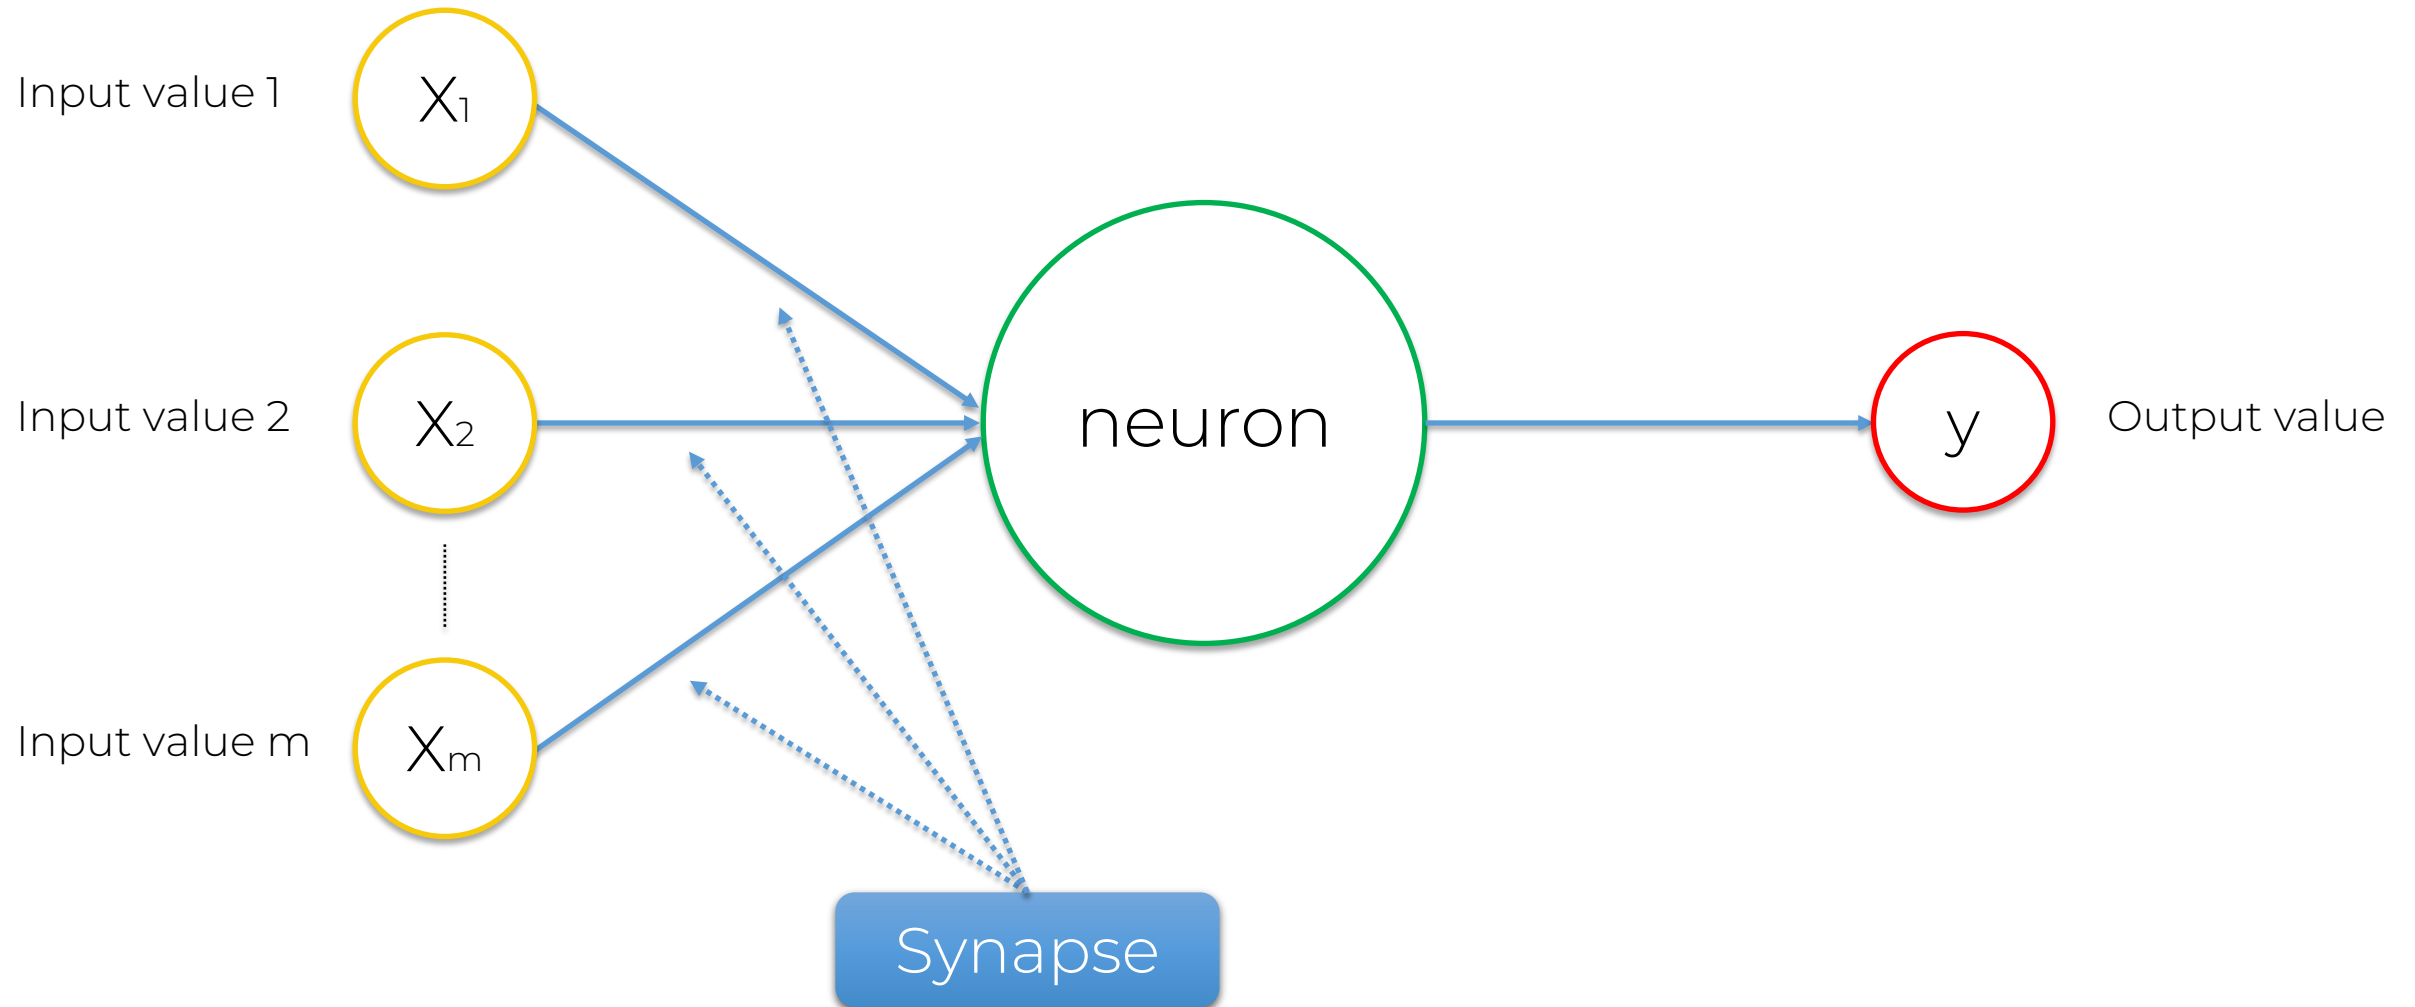 Input value 1
X₁
Input value 2
X₂
neuron
y
Output value
Input value m
Xₘ
Synapse